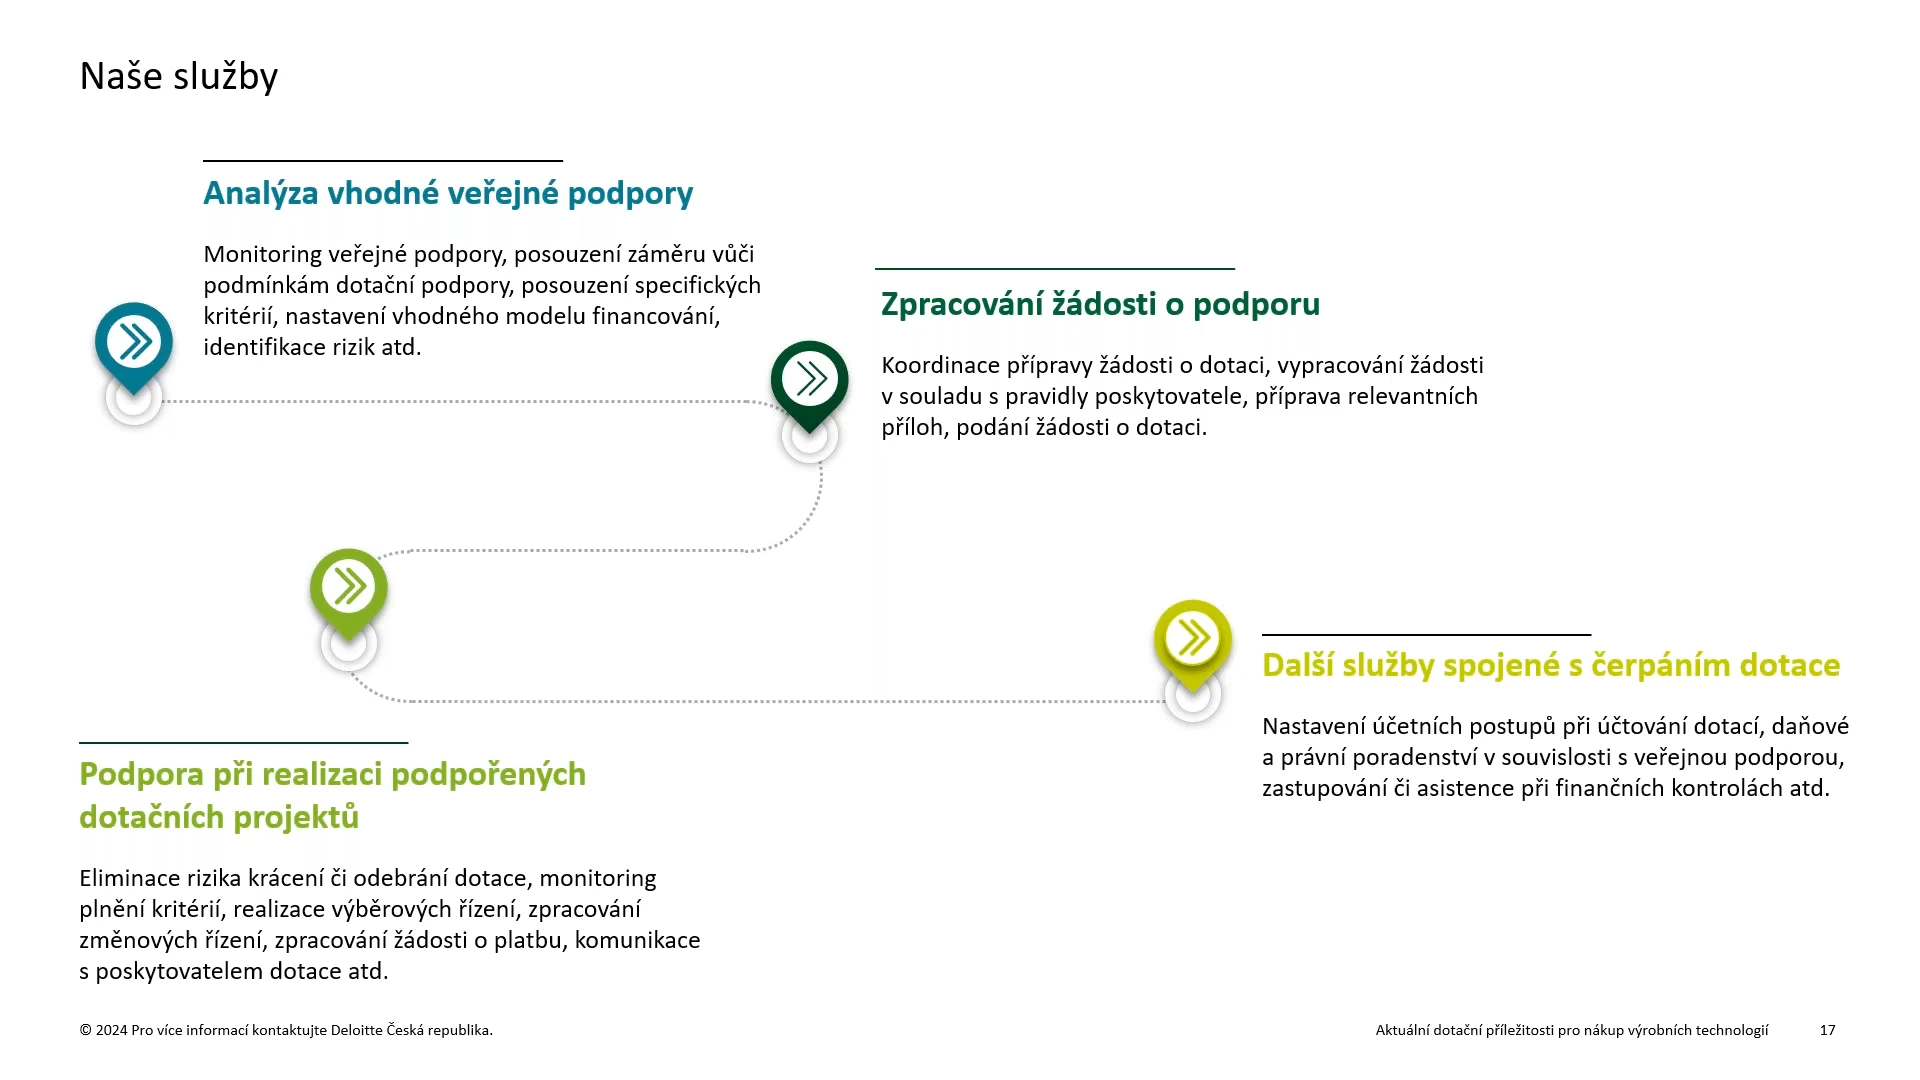 Naše služby
Analýza vhodné veřejné podpory
Monitoring veřejné podpory, posouzení záměru vůči
podmínkám dotační podpory, posouzení specifických
kritérií, nastavení vhodného modelu financování,
identifikace rizik atd.
Zpracování žádosti o podporu
Koordinace přípravy žádosti o dotaci, vypracování žádosti
v souladu s pravidly poskytovatele, příprava relevantních
příloh, podání žádosti o dotaci.
Podpora při realizaci podpořených
dotačních projektů
Eliminace rizika krácení či odebrání dotace, monitoring
plnění kritérií, realizace výběrových řízení, zpracování
změnových řízení, zpracování žádosti o platbu, komunikace
s poskytovatelem dotace atd.
Další služby spojené s čerpáním dotace
Nastavení účetních postupů při účtování dotací, daňové
a právní poradenství v souvislosti s veřejnou podporou,
zastupování či asistence při finančních kontrolách atd.
© 2024 Pro více informací kontaktujte Deloitte Česká republika.
Aktuální dotační příležitosti pro nákup výrobních technologií 17